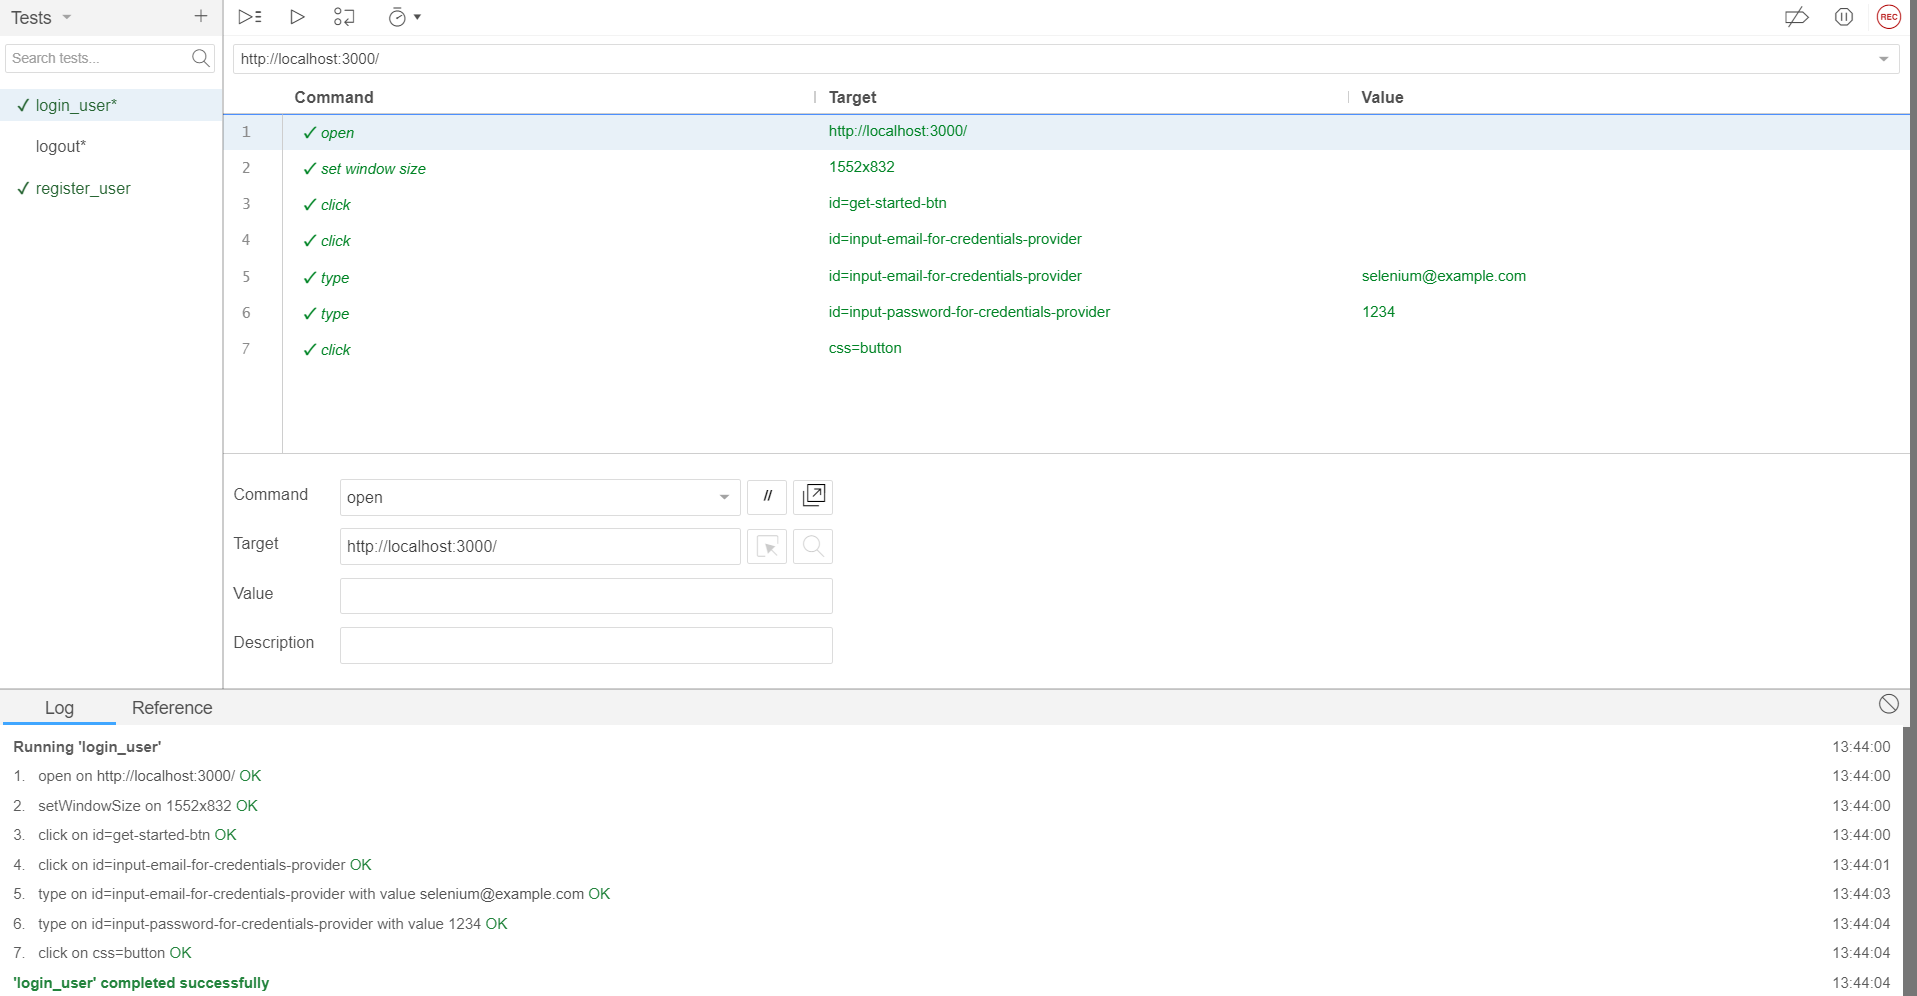 Tests
Search tests...
✓ login_user*
logout*
✓ register_user
REC
http://localhost:3000/
Command Target Value
1 ✓ open http://localhost:3000/
2 ✓ set window size 1552x832
3 ✓ click id=get-started-btn
4 ✓ click id=input-email-for-credentials-provider
5 ✓ type id=input-email-for-credentials-provider selenium@example.com
6 ✓ type id=input-password-for-credentials-provider 1234
7 ✓ click css=button
Command open //
Target http://localhost:3000/
Value
Description
Log Reference
Running 'login_user' 13:44:00
1. open on http://localhost:3000/ OK 13:44:00
2. setWindowSize on 1552x832 OK 13:44:00
3. click on id=get-started-btn OK 13:44:00
4. click on id=input-email-for-credentials-provider OK 13:44:01
5. type on id=input-email-for-credentials-provider with value selenium@example.com OK 13:44:03
6. type on id=input-password-for-credentials-provider with value 1234 OK 13:44:04
7. click on css=button OK 13:44:04
'login_user' completed successfully 13:44:04